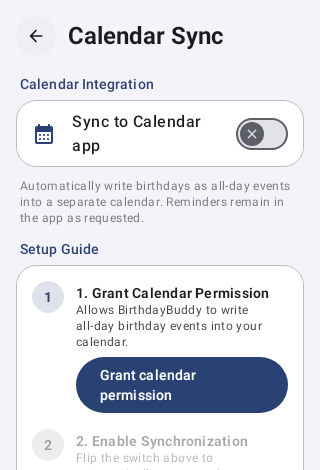 Calendar Sync
Calendar Integration
Sync to Calendar
app
Automatically write birthdays as all-day events
into a separate calendar. Reminders remain in
the app as requested.
Setup Guide
1
1. Grant Calendar Permission
Allows BirthdayBuddy to write
all-day birthday events into your
calendar.
Grant calendar
permission
2
2. Enable Synchronization
Flip the switch above to